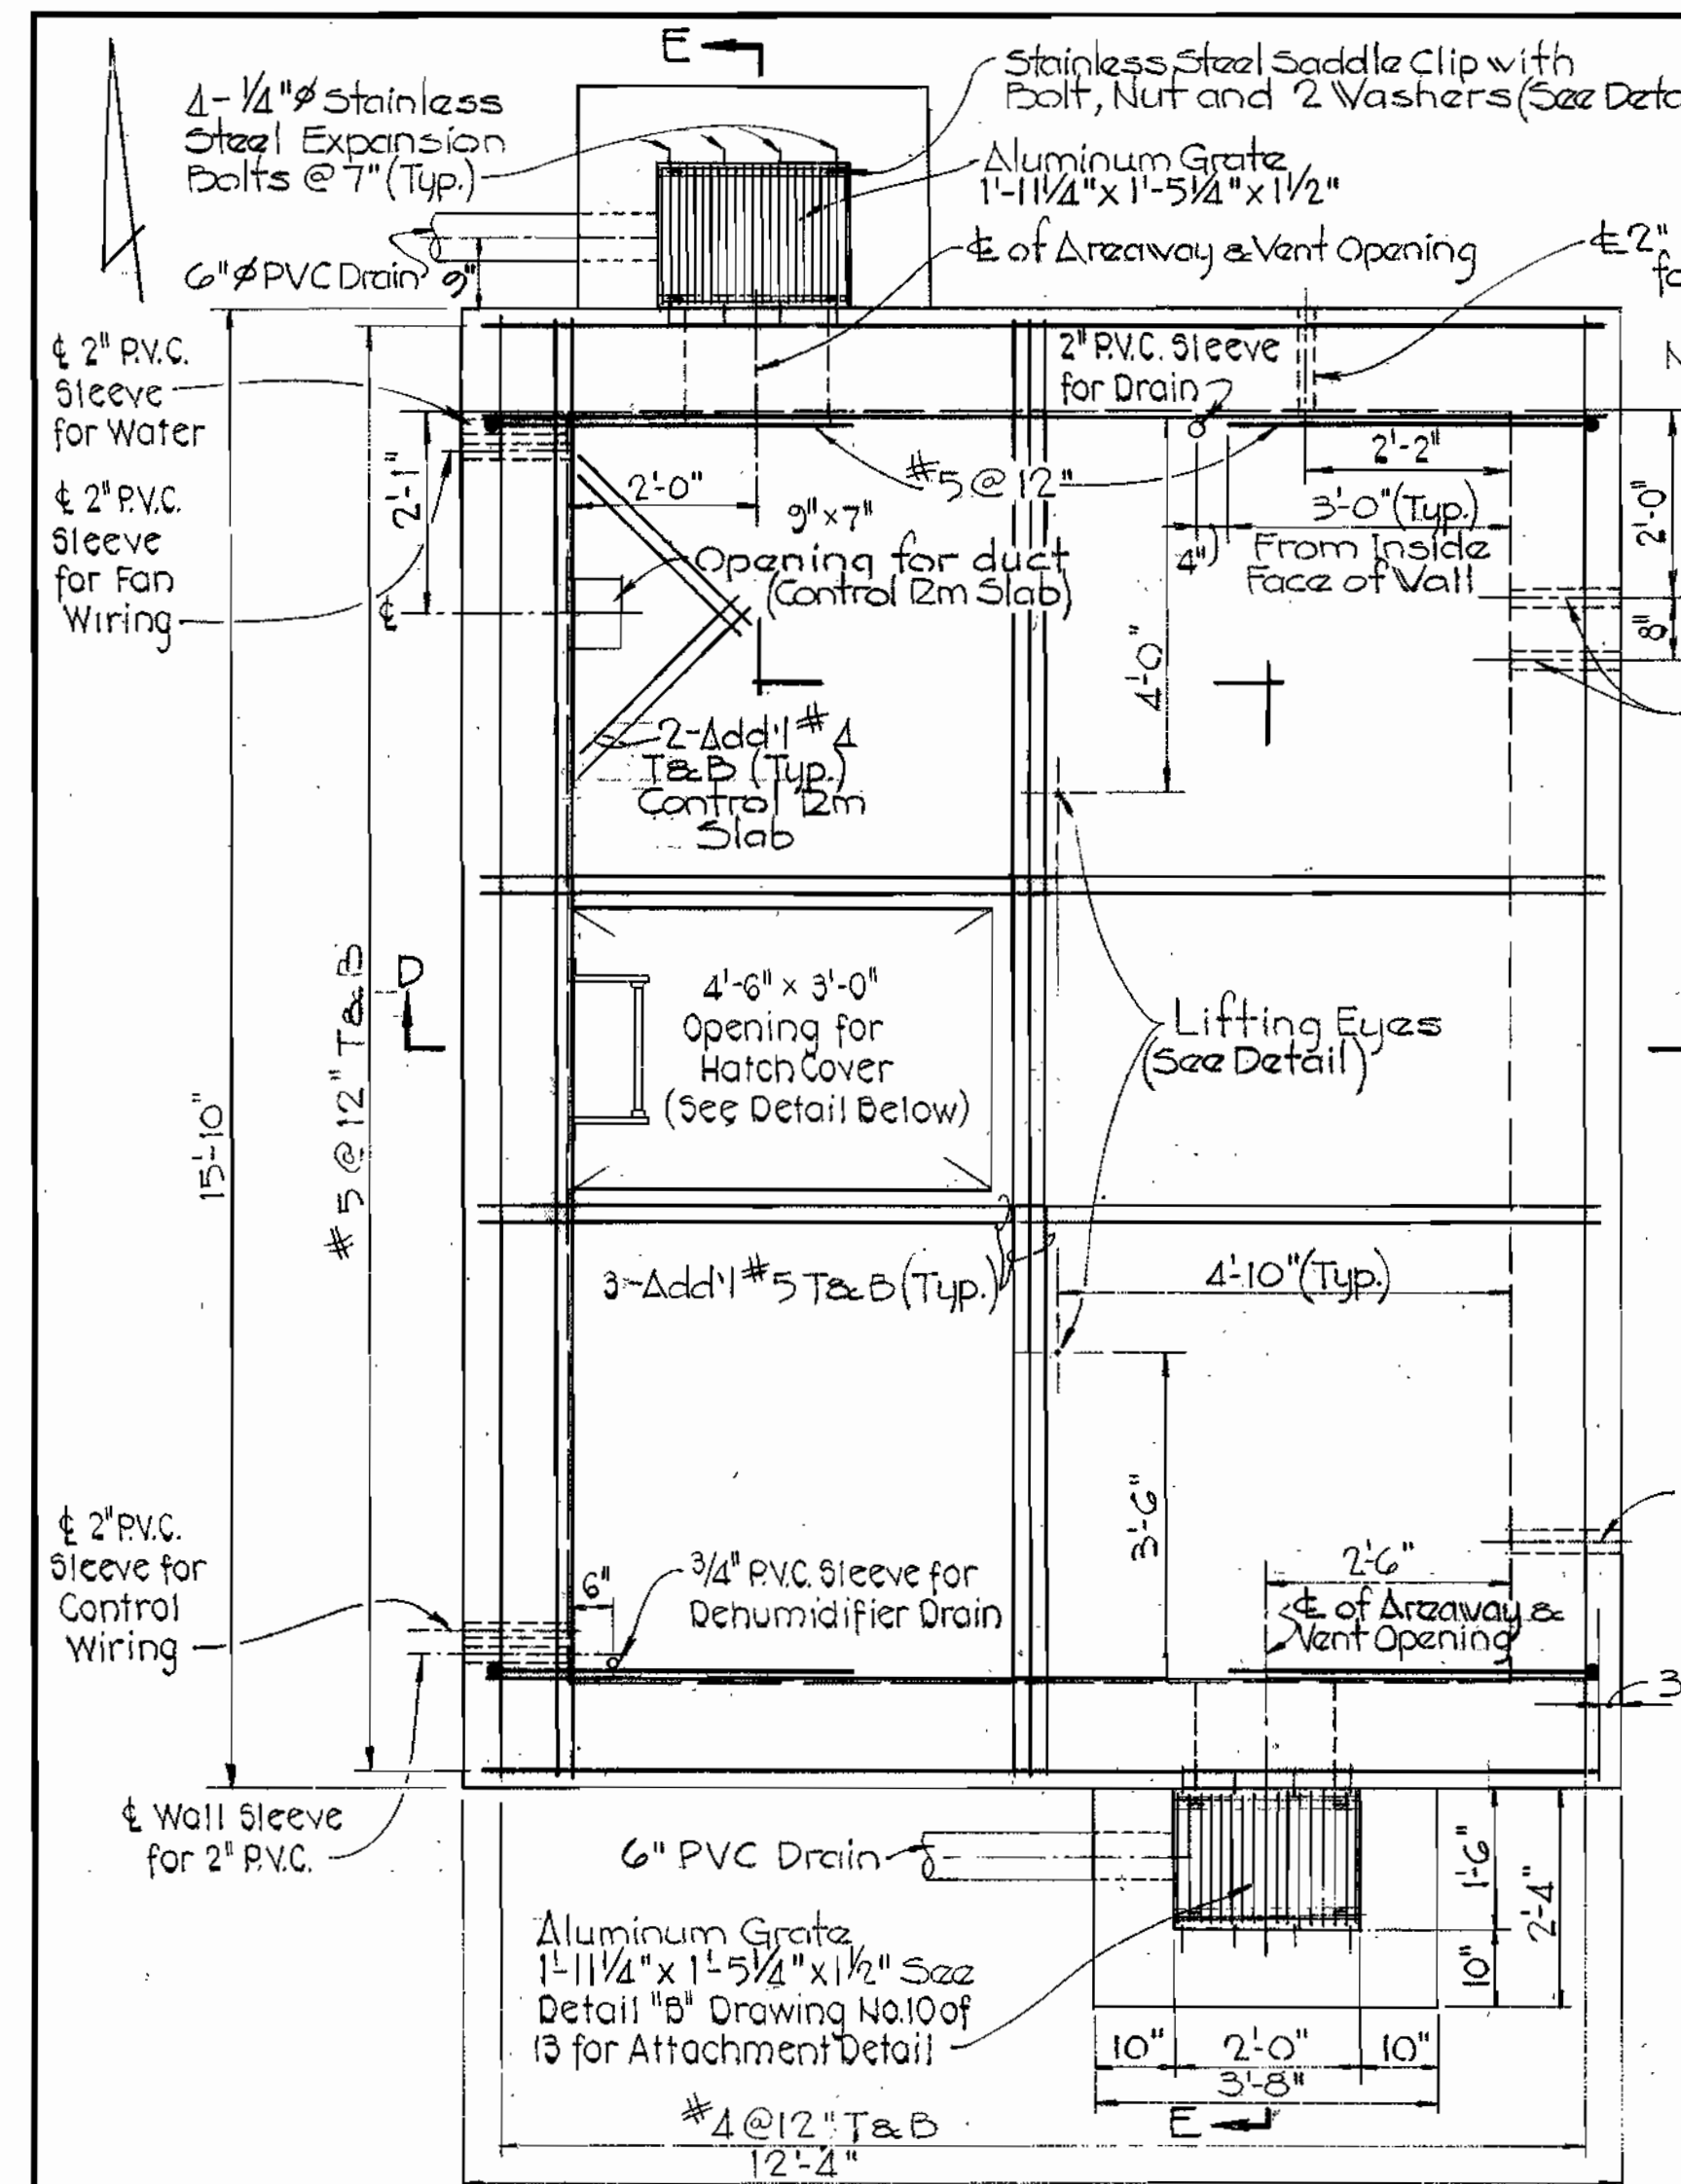 E
4-1/4"ø Stainless
Steel Expansion
Bolts @ 7" (Typ.)
Stainless Steel Saddle Clip with
Bolt, Nut and 2 Washers (See
Aluminum Grate
1'-11 1/4" x 1'-5 1/4" x 1 1/2"
℄ of Areaway & Vent Opening
℄ 2"
6"ø PVC Drain
9"
℄ 2" P.V.C.
Sleeve
for Water
2" P.V.C. Sleeve
for Drain
℄ 2" P.V.C.
Sleeve
for Fan
Wiring
2'-1"
℄
2'-0"
#5 @ 12"
2'-2"
3'-0" (Typ.)
From Inside
Face of Wall
4"
2'-0"
8"
9" x 7"
Opening for duct
(Control Rm Slab)
4'-0"
2-Add'l #4
T&B (Typ.)
Control Rm
Slab
D
4'-6" x 3'-0"
Opening for
Hatch Cover
(See Detail Below)
Lifting Eyes
(See Detail)
15'-10"
#5 @ 12" T&B
3-Add'l #5 T&B (Typ.)
4'-10" (Typ.)
3'-6"
℄ 2" P.V.C.
Sleeve for
Control
Wiring
6"
3/4" P.V.C. Sleeve for
Dehumidifier Drain
2'-6"
℄ of Areaway &
Vent Opening
3
℄ Wall Sleeve
for 2" P.V.C.
6" PVC Drain
1'-6"
2'-4"
10"
Aluminum Grate
1'-11 1/4" x 1'-5 1/4" x 1 1/2" See
Detail "B" Drawing No. 10 of
13 for Attachment Detail
10"
2'-0"
10"
3'-8"
E
#4 @ 12" T&B
12'-4"